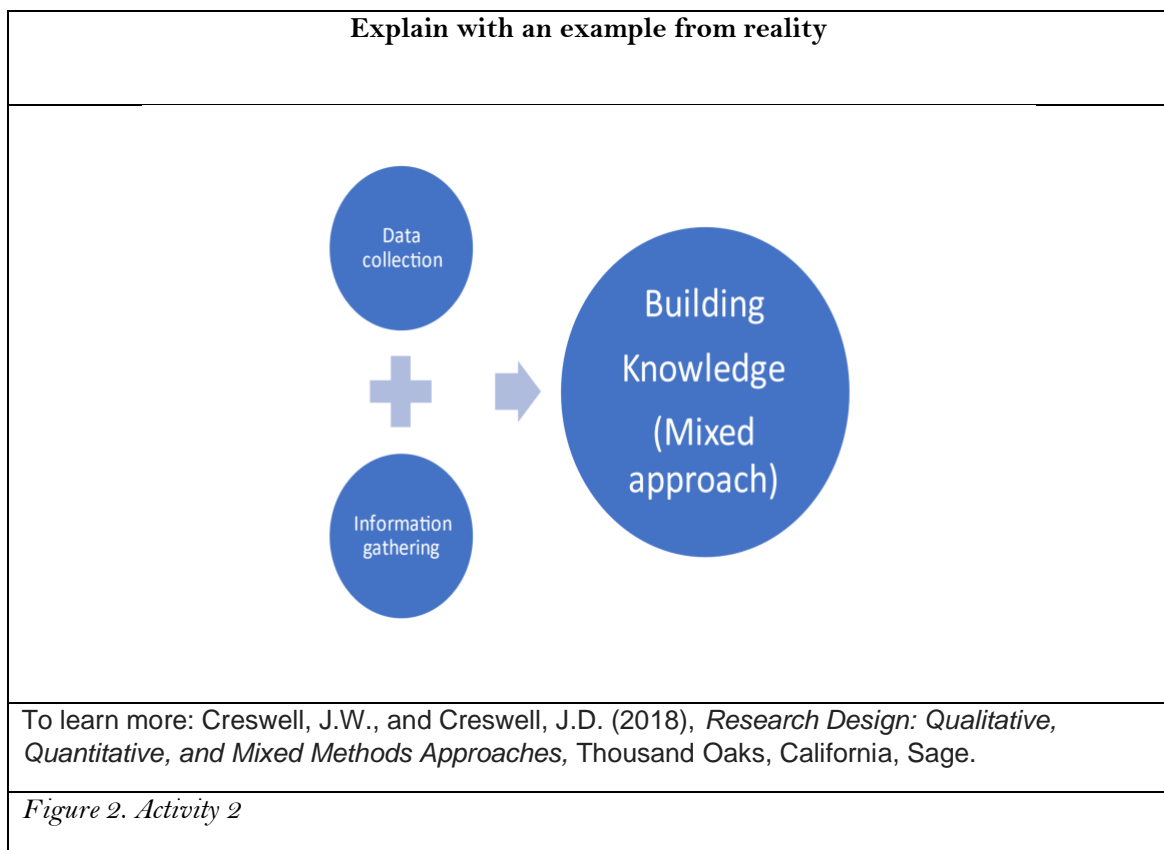 Explain with an example from reality
Data
collection
Information
gathering
Building
Knowledge
(Mixed
approach)
To learn more: Creswell, J.W., and Creswell, J.D. (2018), Research Design: Qualitative,
Quantitative, and Mixed Methods Approaches, Thousand Oaks, California, Sage.
Figure 2. Activity 2